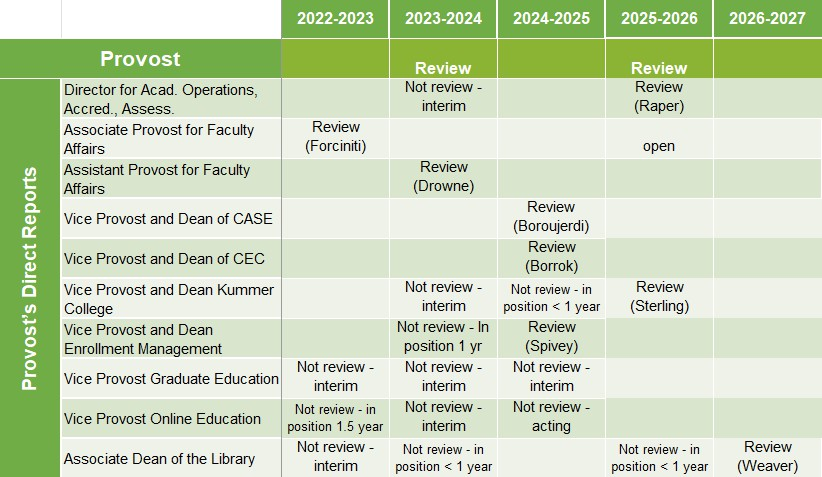 2022-2023 2023-2024 2024-2025 2025-2026 2026-2027
Provost Review Review
Provost's Direct Reports
Director for Acad. Operations, Not review - Review
Accred., Assess. interim (Raper)
Associate Provost for Faculty Review
Affairs (Forciniti) open
Assistant Provost for Faculty Review
Affairs (Drowne)
Vice Provost and Dean of CASE Review
(Boroujerdi)
Vice Provost and Dean of CEC Review
(Borrok)
Vice Provost and Dean Kummer Not review - Not review - in Review
College interim position < 1 year (Sterling)
Vice Provost and Dean Not review - In Review
Enrollment Management position 1 yr (Spivey)
Vice Provost Graduate Education Not review - Not review - Not review -
interim interim interim
Vice Provost Online Education Not review - in Not review - Not review -
position 1.5 year interim acting
Associate Dean of the Library Not review - Not review - in Not review - in Review
interim position < 1 year position < 1 year (Weaver)